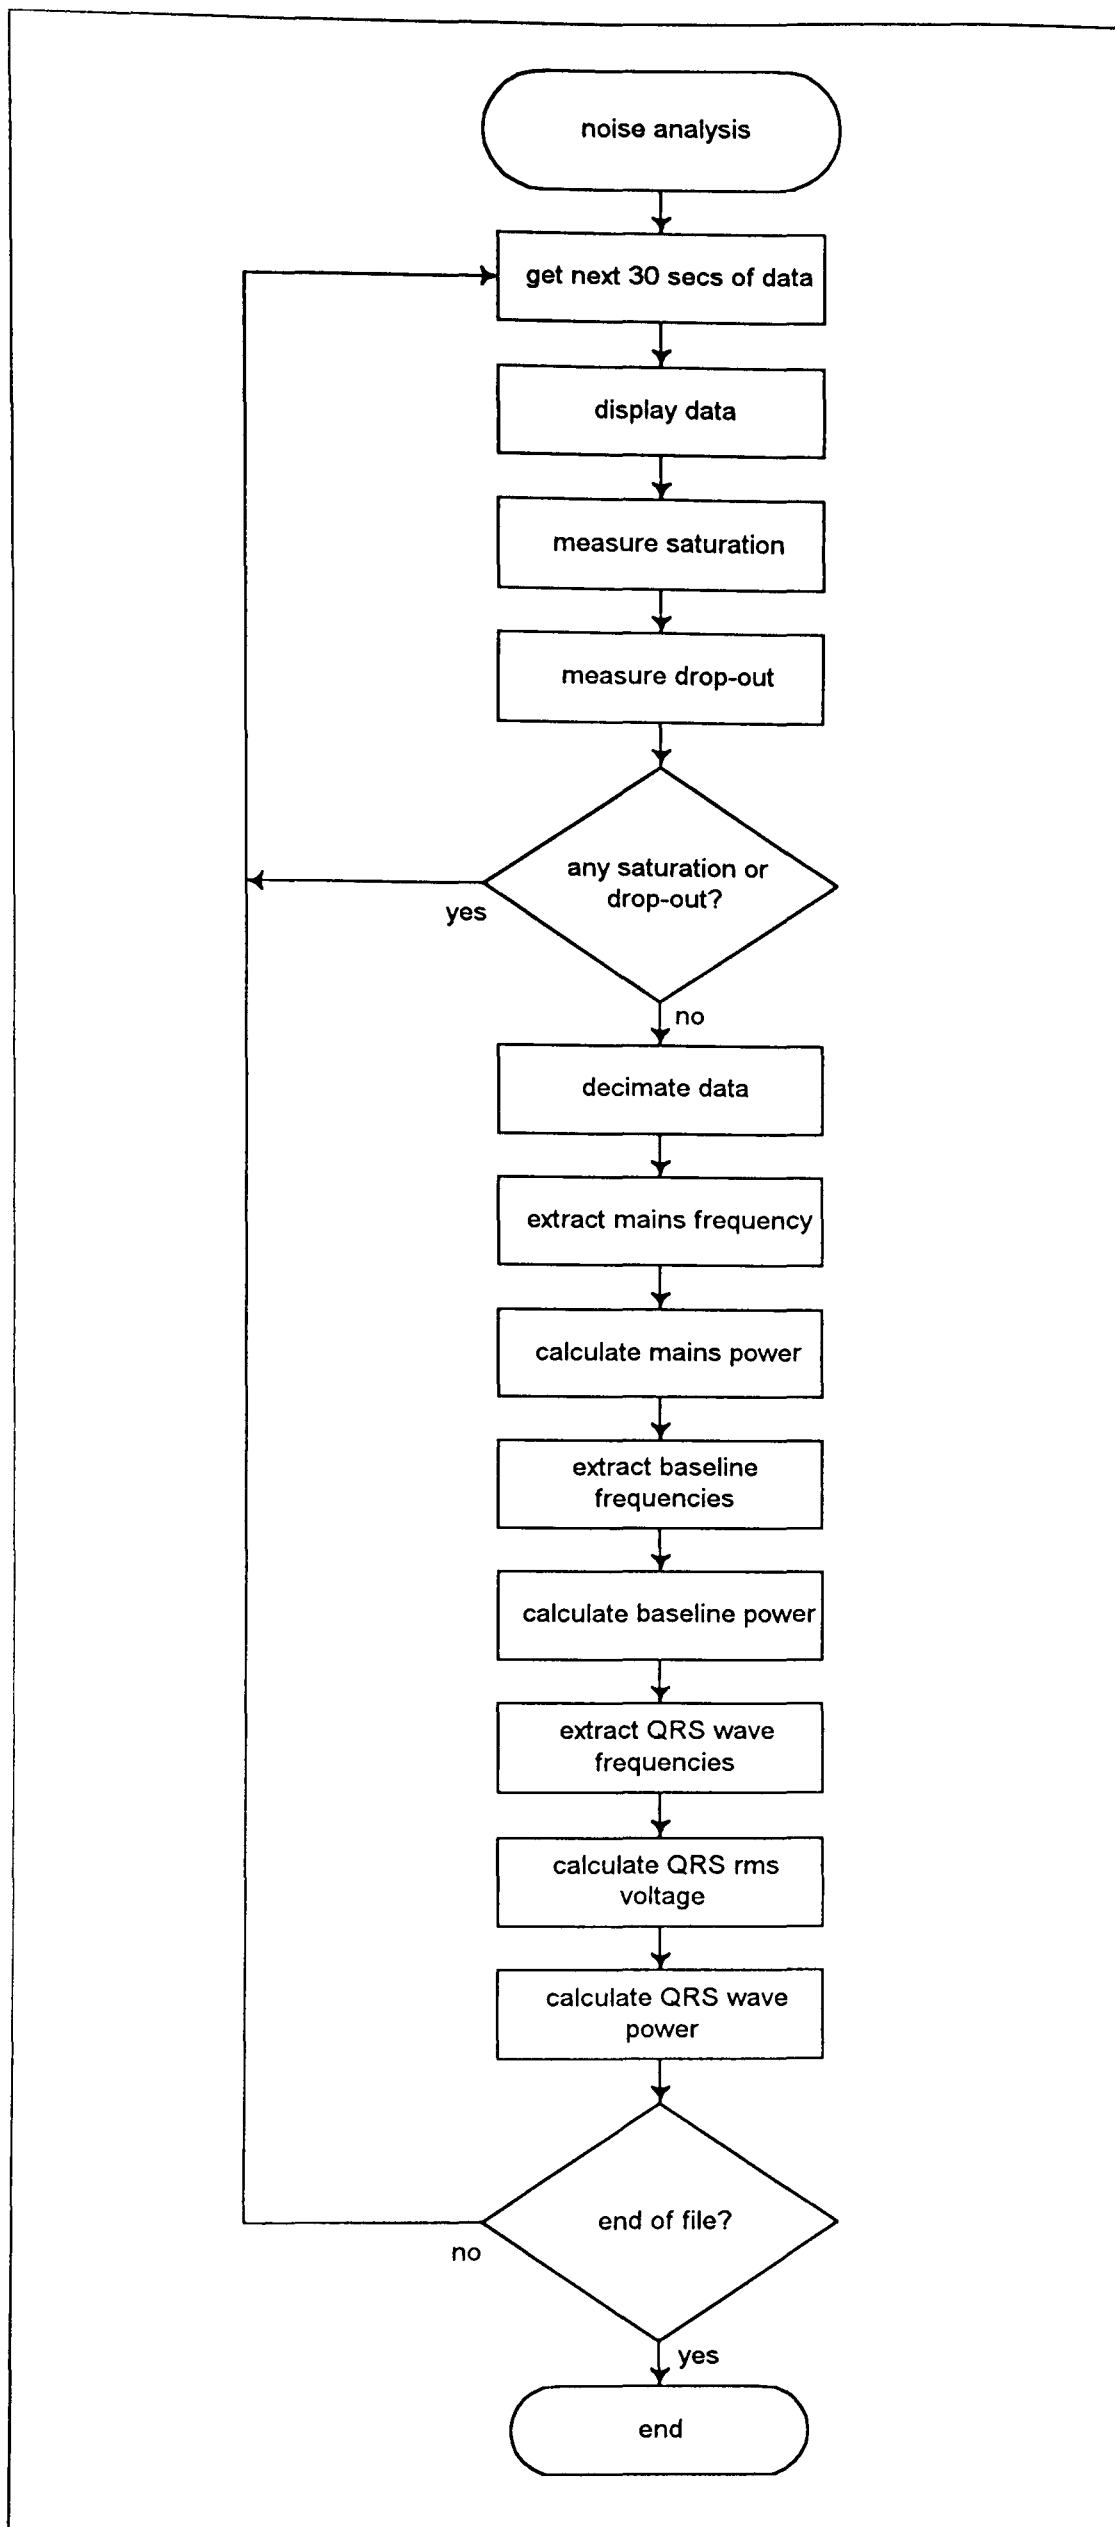 noise analysis
get next 30 secs of data
display data
measure saturation
measure drop-out
any saturation or
drop-out?
yes
no
decimate data
extract mains frequency
calculate mains power
extract baseline
frequencies
calculate baseline power
extract QRS wave
frequencies
calculate QRS rms
voltage
calculate QRS wave
power
end of file?
no
yes
end